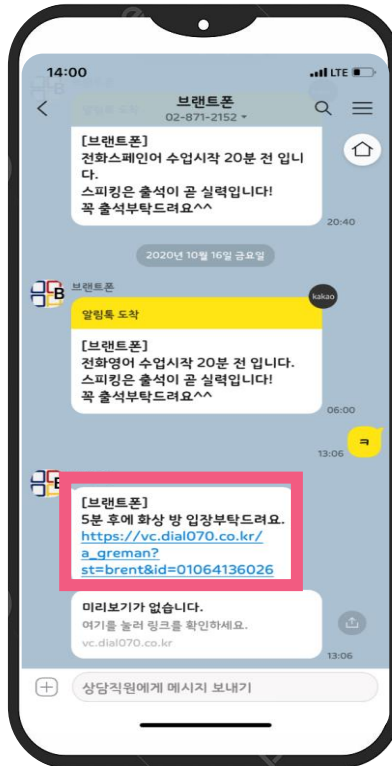 14:00
LTE
브랜트폰
02-871-2152
[브랜트폰]
전화스페인어 수업시작 20분 전 입니
다.
스피킹은 출석이 곧 실력입니다!
꼭 출석부탁드려요^^
20:40
2020년 10월 16일 금요일
B
브랜트폰
kakao
알림톡 도착
[브랜트폰]
전화영어 수업시작 20분 전 입니다.
스피킹은 출석이 곧 실력입니다!
꼭 출석부탁드려요^^
06:00
ㅋ
13:06
[브랜트폰]
5분 후에 화상 방 입장부탁드려요.
https://vc.dial070.co.kr/
a_greman?
st=brent&id=01064136026
미리보기가 없습니다.
여기를 눌러 링크를 확인하세요.
vc.dial070.co.kr
13:06
상담직원에게 메시지 보내기